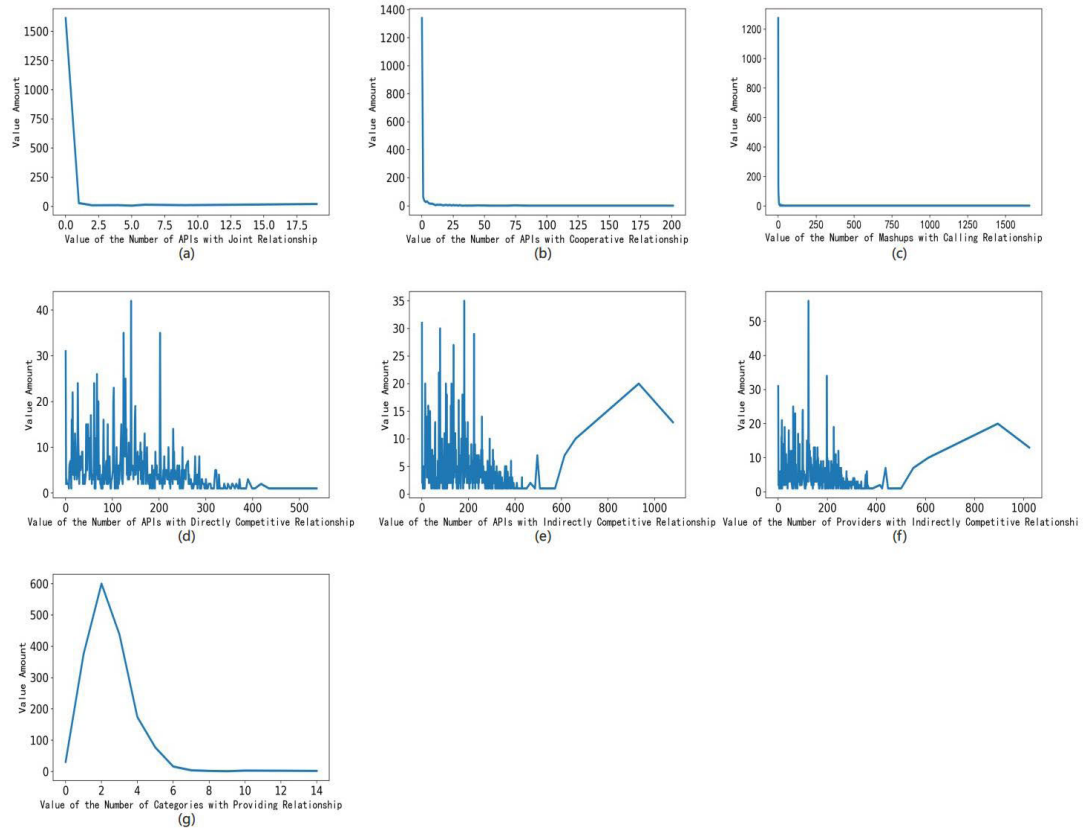 Value Amount
1500
1250
1000
750
500
250
0
0.0 2.5 5.0 7.5 10.0 12.5 15.0 17.5
Value of the Number of APIs with Joint Relationship
(a)
Value Amount
1400
1200
1000
800
600
400
200
0
0 25 50 75 100 125 150 175 200
Value of the Number of APIs with Cooperative Relationship
(b)
Value Amount
1200
1000
800
600
400
200
0
0 250 500 750 1000 1250 1500
Value of the Number of Mashups with Calling Relationship
(c)
Value Amount
40
30
20
10
0
0 100 200 300 400 500
Value of the Number of APIs with Directly Competitive Relationship
(d)
Value Amount
35
30
25
20
15
10
5
0
0 200 400 600 800 1000
Value of the Number of APIs with Indirectly Competitive Relationship
(e)
Value Amount
50
40
30
20
10
0
0 200 400 600 800 1000
Value of the Number of Providers with Indirectly Competitive Relationshi
(f)
Value Amount
600
500
400
300
200
100
0
0 2 4 6 8 10 12 14
Value of the Number of Categories with Providing Relationship
(g)